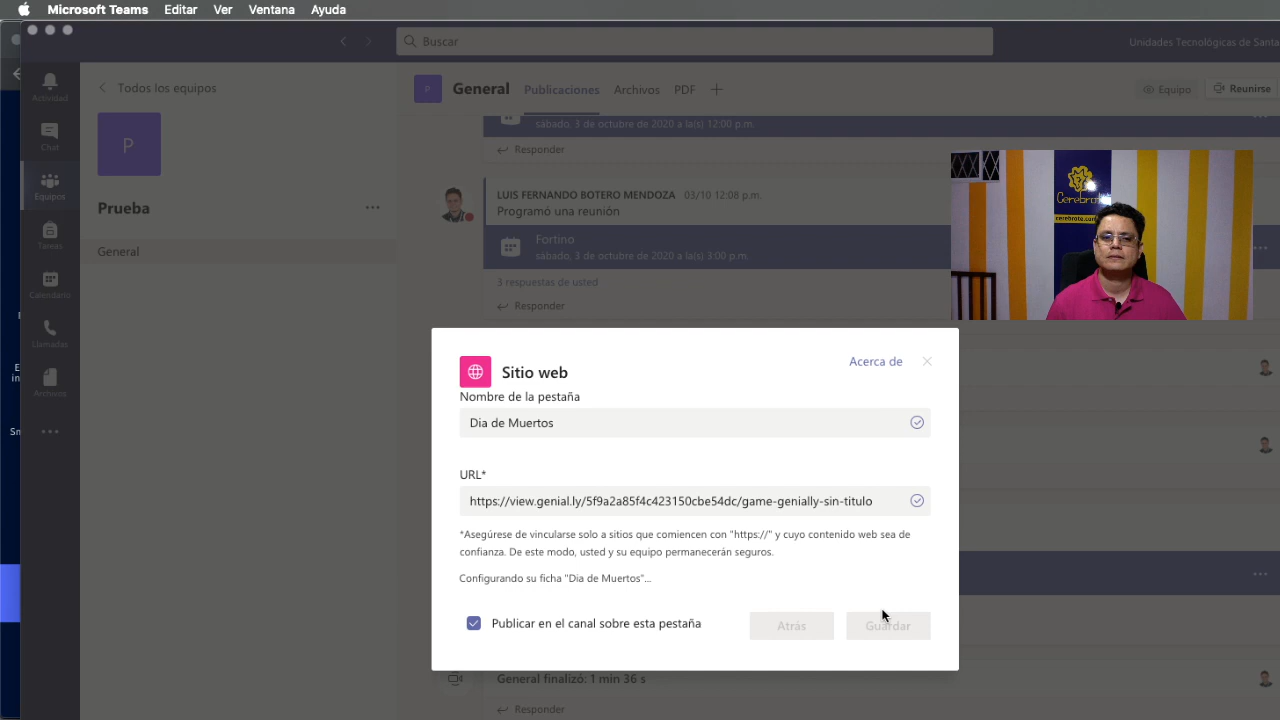 Microsoft Teams Editar Ver Ventana Ayuda
Buscar
Unidades Tecnológicas de Santa
Actividad
Chat
Equipos
Tareas
Calendario
Llamadas
Archivos
Todos los equipos
P
Prueba
General
P General Publicaciones Archivos PDF
Equipo Reunirse
sábado, 3 de octubre de 2020 a la(s) 12:00 p.m.
Responder
LUIS FERNANDO BOTERO MENDOZA 03/10 12:08 p.m.
Programó una reunión
Fortino
sábado, 3 de octubre de 2020 a la(s) 3:00 p.m.
3 respuestas de usted
Responder
Cerebrote
Sitio web
Acerca de
Nombre de la pestaña
Dia de Muertos
URL*
https://view.genial.ly/5f9a2a85f4c423150cbe54dc/game-genially-sin-titulo
*Asegúrese de vincularse solo a sitios que comiencen con "https://" y cuyo contenido web sea de
confianza. De este modo, usted y su equipo permanecerán seguros.
Configurando su ficha "Dia de Muertos"...
Publicar en el canal sobre esta pestaña
Atrás
Guardar
General finalizó: 1 min 36 s
Responder